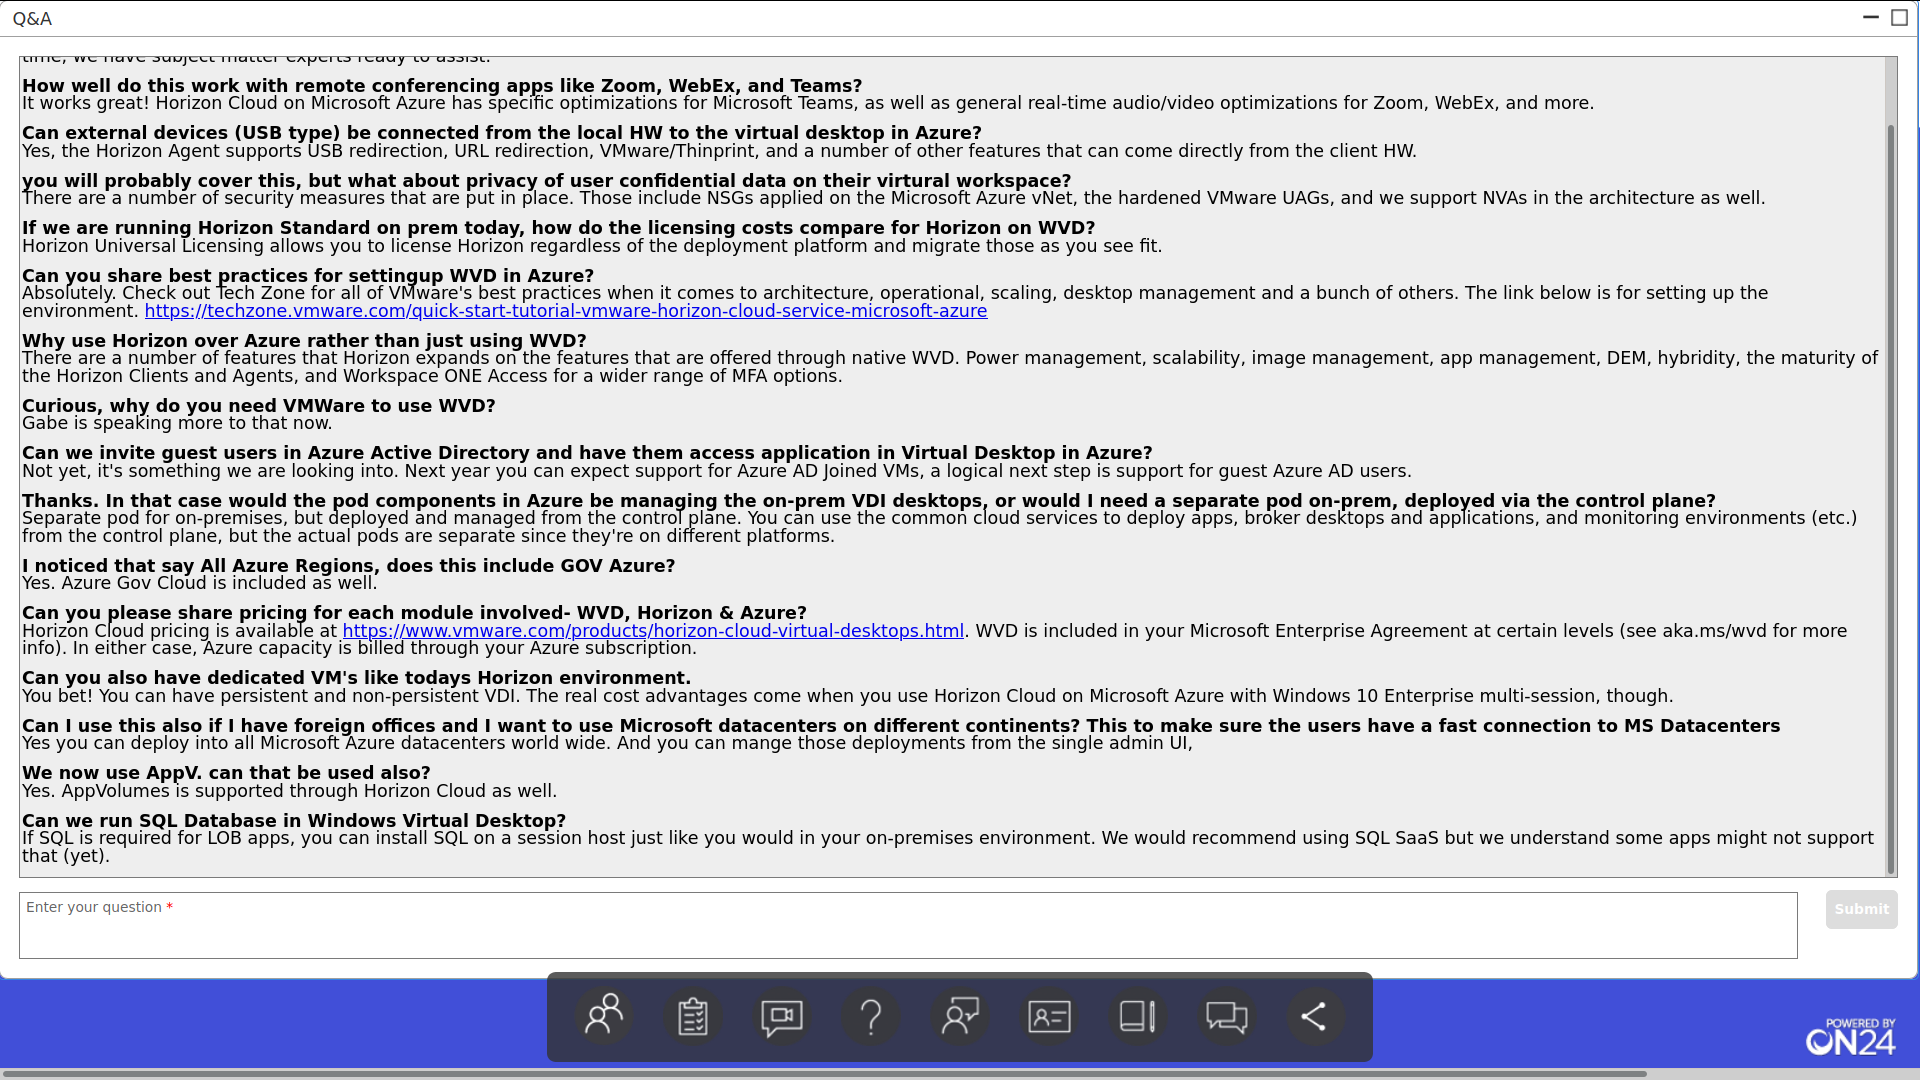 Q&A
time, we have subject matter experts ready to assist.
How well do this work with remote conferencing apps like Zoom, WebEx, and Teams?
It works great! Horizon Cloud on Microsoft Azure has specific optimizations for Microsoft Teams, as well as general real-time audio/video optimizations for Zoom, WebEx, and more.
Can external devices (USB type) be connected from the local HW to the virtual desktop in Azure?
Yes, the Horizon Agent supports USB redirection, URL redirection, VMware/Thinprint, and a number of other features that can come directly from the client HW.
you will probably cover this, but what about privacy of user confidential data on their virtural workspace?
There are a number of security measures that are put in place. Those include NSGs applied on the Microsoft Azure vNet, the hardened VMware UAGs, and we support NVAs in the architecture as well.
If we are running Horizon Standard on prem today, how do the licensing costs compare for Horizon on WVD?
Horizon Universal Licensing allows you to license Horizon regardless of the deployment platform and migrate those as you see fit.
Can you share best practices for settingup WVD in Azure?
Absolutely. Check out Tech Zone for all of VMware's best practices when it comes to architecture, operational, scaling, desktop management and a bunch of others. The link below is for setting up the
environment. https://techzone.vmware.com/quick-start-tutorial-vmware-horizon-cloud-service-microsoft-azure
Why use Horizon over Azure rather than just using WVD?
There are a number of features that Horizon expands on the features that are offered through native WVD. Power management, scalability, image management, app management, DEM, hybridity, the maturity of
the Horizon Clients and Agents, and Workspace ONE Access for a wider range of MFA options.
Curious, why do you need VMWare to use WVD?
Gabe is speaking more to that now.
Can we invite guest users in Azure Active Directory and have them access application in Virtual Desktop in Azure?
Not yet, it's something we are looking into. Next year you can expect support for Azure AD Joined VMs, a logical next step is support for guest Azure AD users.
Thanks. In that case would the pod components in Azure be managing the on-prem VDI desktops, or would I need a separate pod on-prem, deployed via the control plane?
Separate pod for on-premises, but deployed and managed from the control plane. You can use the common cloud services to deploy apps, broker desktops and applications, and monitoring environments (etc.)
from the control plane, but the actual pods are separate since they're on different platforms.
I noticed that say All Azure Regions, does this include GOV Azure?
Yes. Azure Gov Cloud is included as well.
Can you please share pricing for each module involved- WVD, Horizon & Azure?
Horizon Cloud pricing is available at https://www.vmware.com/products/horizon-cloud-virtual-desktops.html. WVD is included in your Microsoft Enterprise Agreement at certain levels (see aka.ms/wvd for more
info). In either case, Azure capacity is billed through your Azure subscription.
Can you also have dedicated VM's like todays Horizon environment.
You bet! You can have persistent and non-persistent VDI. The real cost advantages come when you use Horizon Cloud on Microsoft Azure with Windows 10 Enterprise multi-session, though.
Can I use this also if I have foreign offices and I want to use Microsoft datacenters on different continents? This to make sure the users have a fast connection to MS Datacenters
Yes you can deploy into all Microsoft Azure datacenters world wide. And you can mange those deployments from the single admin UI,
We now use AppV. can that be used also?
Yes. AppVolumes is supported through Horizon Cloud as well.
Can we run SQL Database in Windows Virtual Desktop?
If SQL is required for LOB apps, you can install SQL on a session host just like you would in your on-premises environment. We would recommend using SQL SaaS but we understand some apps might not support
that (yet).
Enter your question *
Submit
POWERED BY
ON24